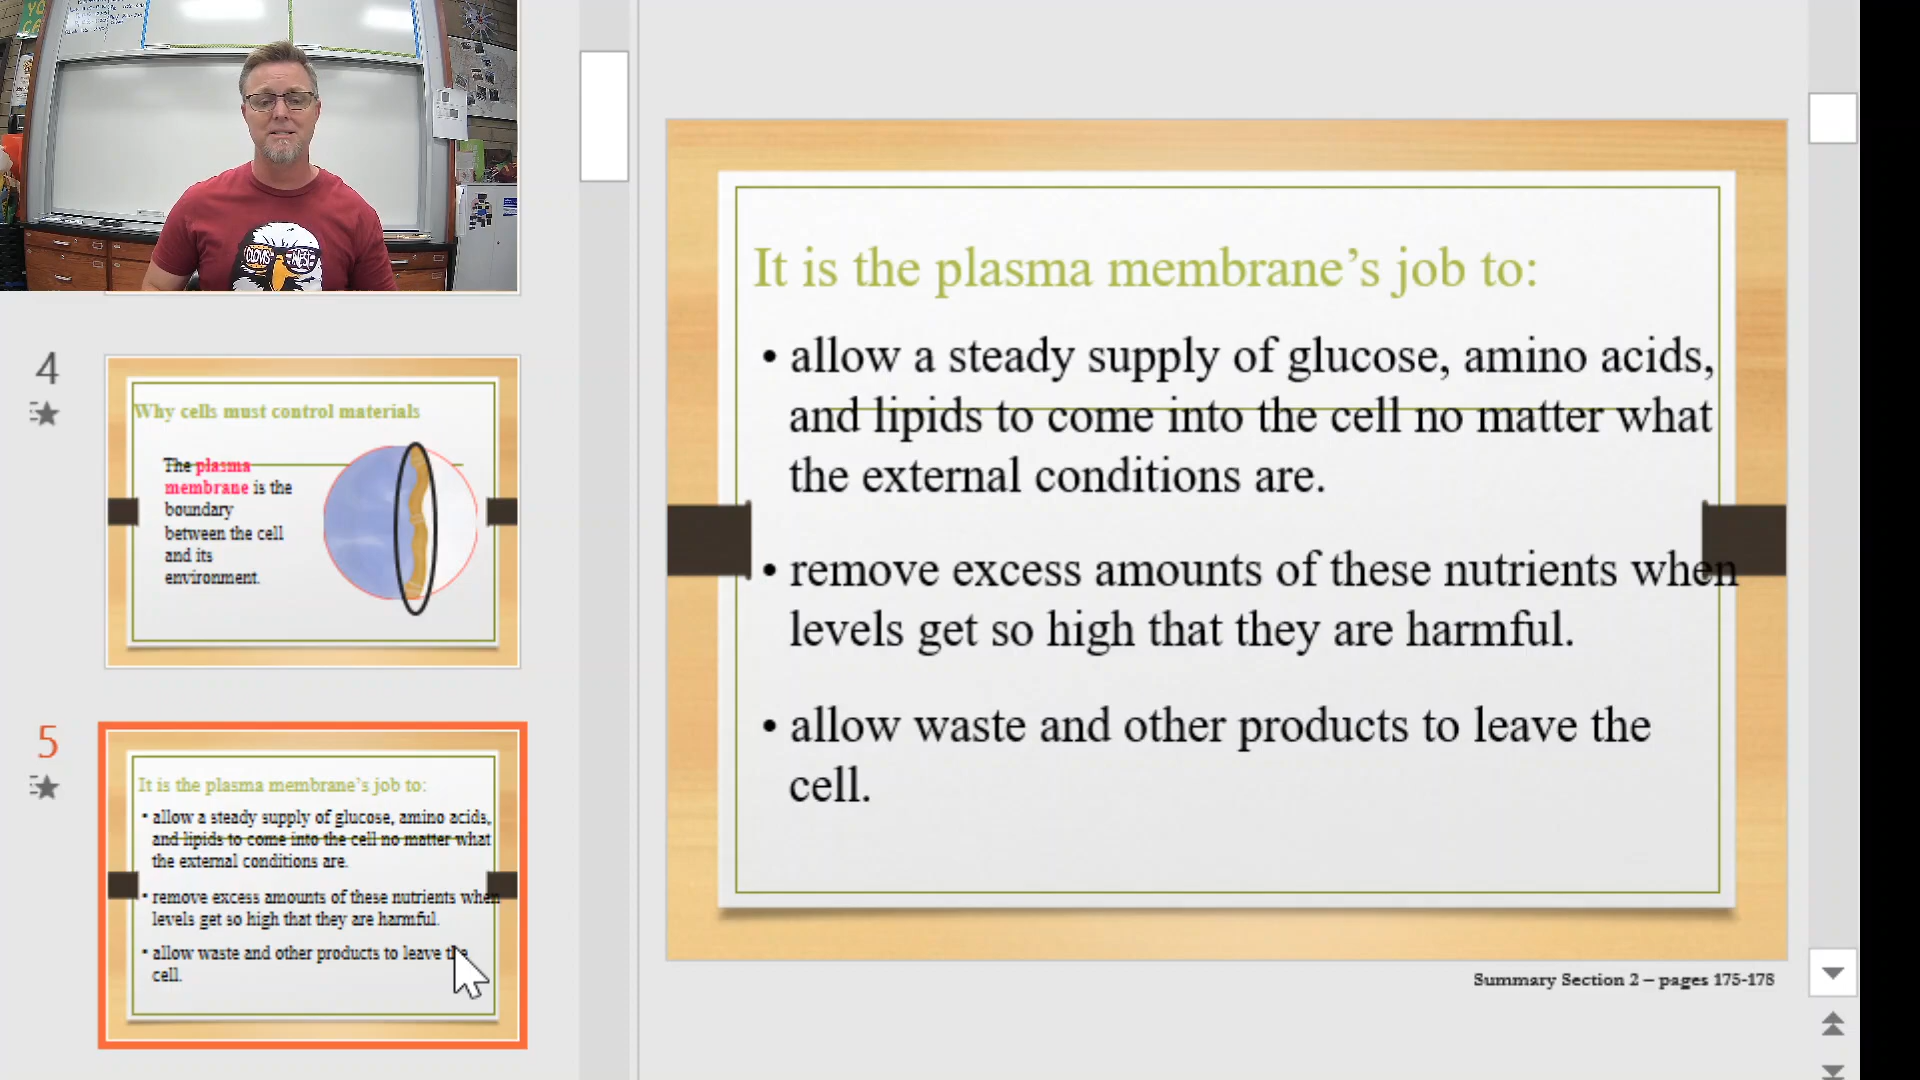 CLOVIS WEST
4
Why cells must control materials
The plasma
membrane is the
boundary
between the cell
and its
environment.
5
It is the plasma membrane’s job to:
• allow a steady supply of glucose, amino acids,
and lipids to come into the cell no matter what
the external conditions are.
• remove excess amounts of these nutrients when
levels get so high that they are harmful.
• allow waste and other products to leave the
cell.
It is the plasma membrane’s job to:
• allow a steady supply of glucose, amino acids,
and lipids to come into the cell no matter what
the external conditions are.
• remove excess amounts of these nutrients when
levels get so high that they are harmful.
• allow waste and other products to leave the
cell.
Summary Section 2 – pages 175-178